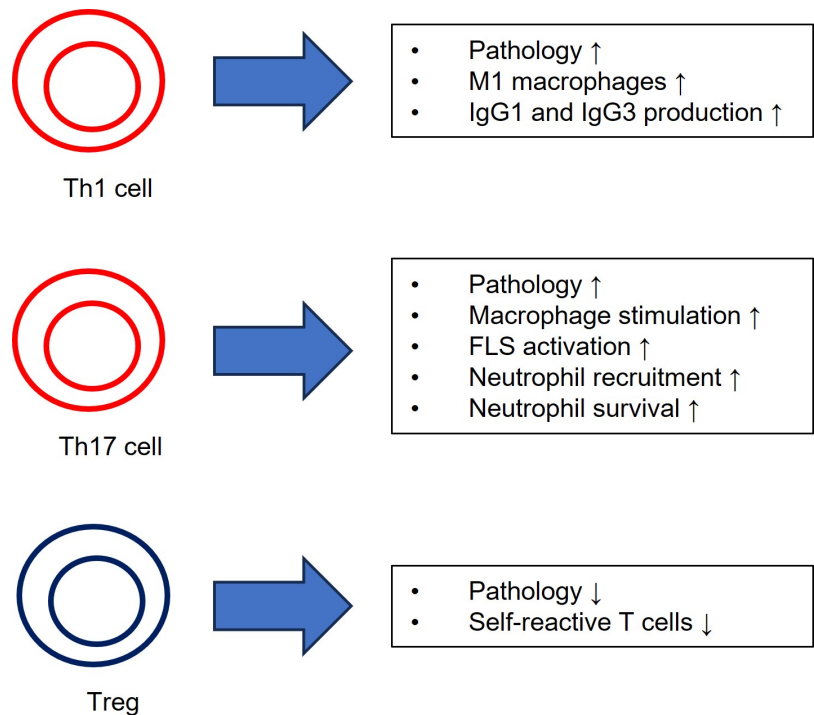 • Pathology ↑
• M1 macrophages ↑
• IgG1 and IgG3 production ↑
Th1 cell
• Pathology ↑
• Macrophage stimulation ↑
• FLS activation ↑
• Neutrophil recruitment ↑
• Neutrophil survival ↑
Th17 cell
• Pathology ↓
• Self-reactive T cells ↓
Treg